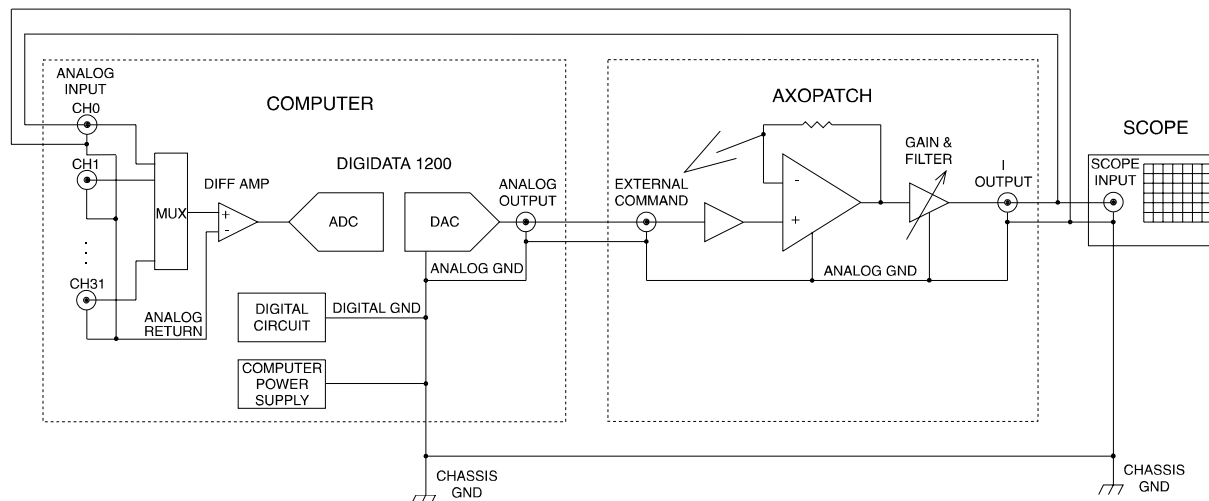 ANALOG
INPUT
CH0
COMPUTER
AXOPATCH
SCOPE
CH1
DIGIDATA 1200
DIFF AMP
MUX
+
-
ADC
DAC
ANALOG
OUTPUT
EXTERNAL
COMMAND
-
+
GAIN &
FILTER
I
OUTPUT
SCOPE
INPUT
CH31
ANALOG
RETURN
ANALOG GND
ANALOG GND
DIGITAL
CIRCUIT
DIGITAL GND
COMPUTER
POWER
SUPPLY
CHASSIS
GND
CHASSIS
GND